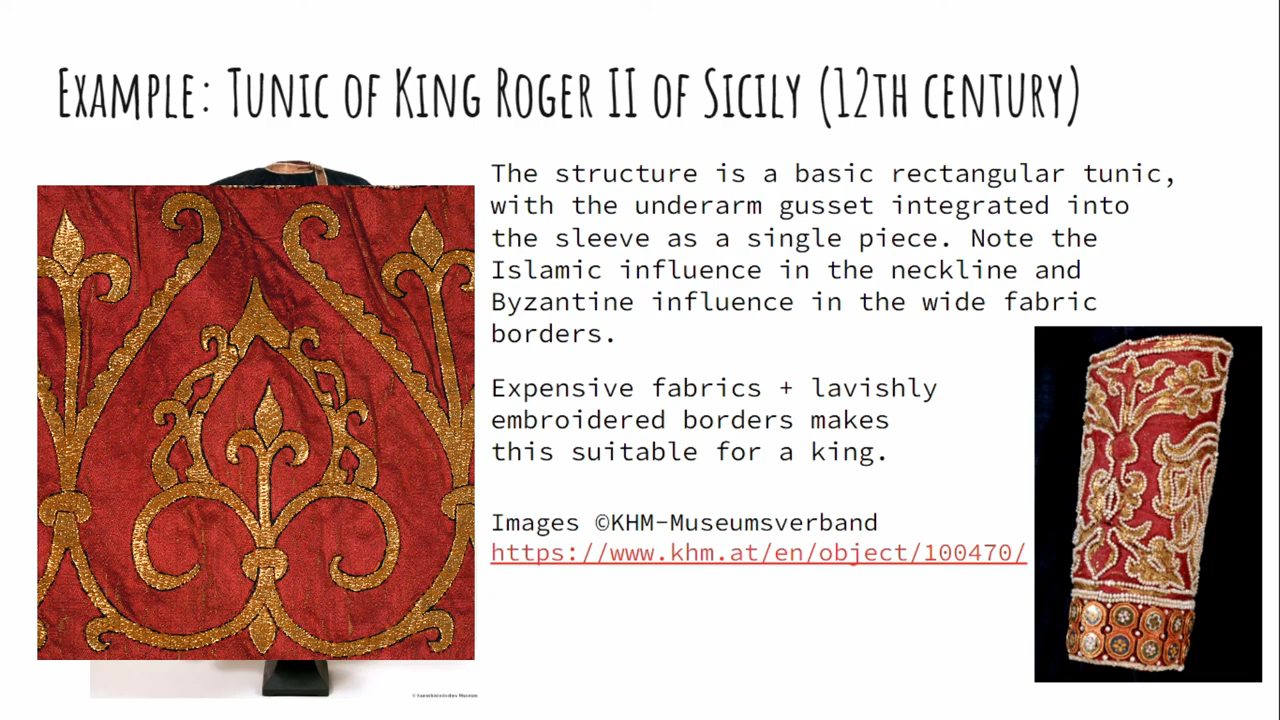 Example: Tunic of King Roger II of Sicily (12th century)
The structure is a basic rectangular tunic,
with the underarm gusset integrated into
the sleeve as a single piece. Note the
Islamic influence in the neckline and
Byzantine influence in the wide fabric
borders.
Expensive fabrics + lavishly
embroidered borders makes
this suitable for a king.
Images ©KHM-Museumsverband
https://www.khm.at/en/object/100470/